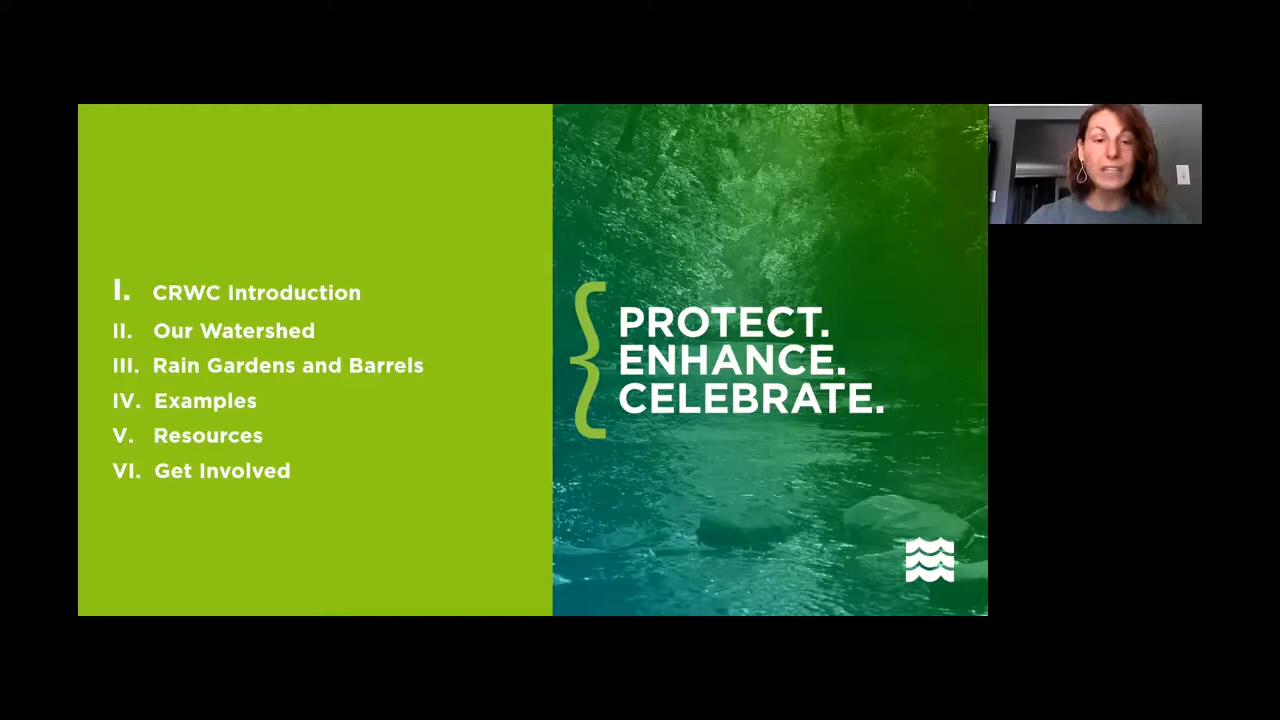 I. CRWC Introduction
II. Our Watershed
III. Rain Gardens and Barrels
IV. Examples
V. Resources
VI. Get Involved
PROTECT.
ENHANCE.
CELEBRATE.